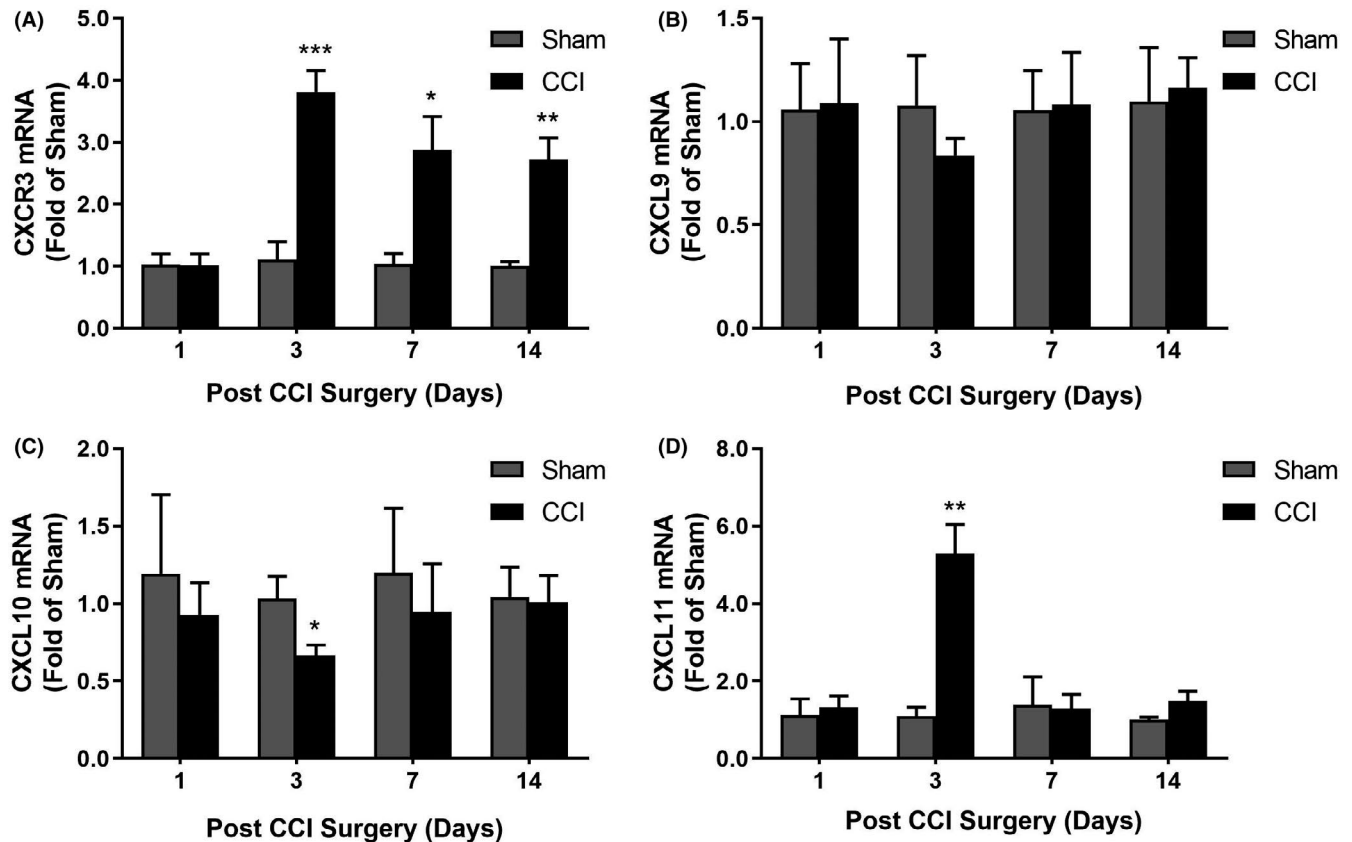 (A)
CXCR3 mRNA
(Fold of Sham)
5.0
4.0
3.0
2.0
1.0
0.0
Sham
CCI
***
*
**
1 3 7 14
Post CCI Surgery (Days)
(B)
CXCL9 mRNA
(Fold of Sham)
1.5
1.0
0.5
0.0
Sham
CCI
1 3 7 14
Post CCI Surgery (Days)
(C)
CXCL10 mRNA
(Fold of Sham)
2.0
1.5
1.0
0.5
0.0
Sham
CCI
*
1 3 7 14
Post CCI Surgery (Days)
(D)
CXCL11 mRNA
(Fold of Sham)
8.0
6.0
4.0
2.0
0.0
Sham
CCI
**
1 3 7 14
Post CCI Surgery (Days)